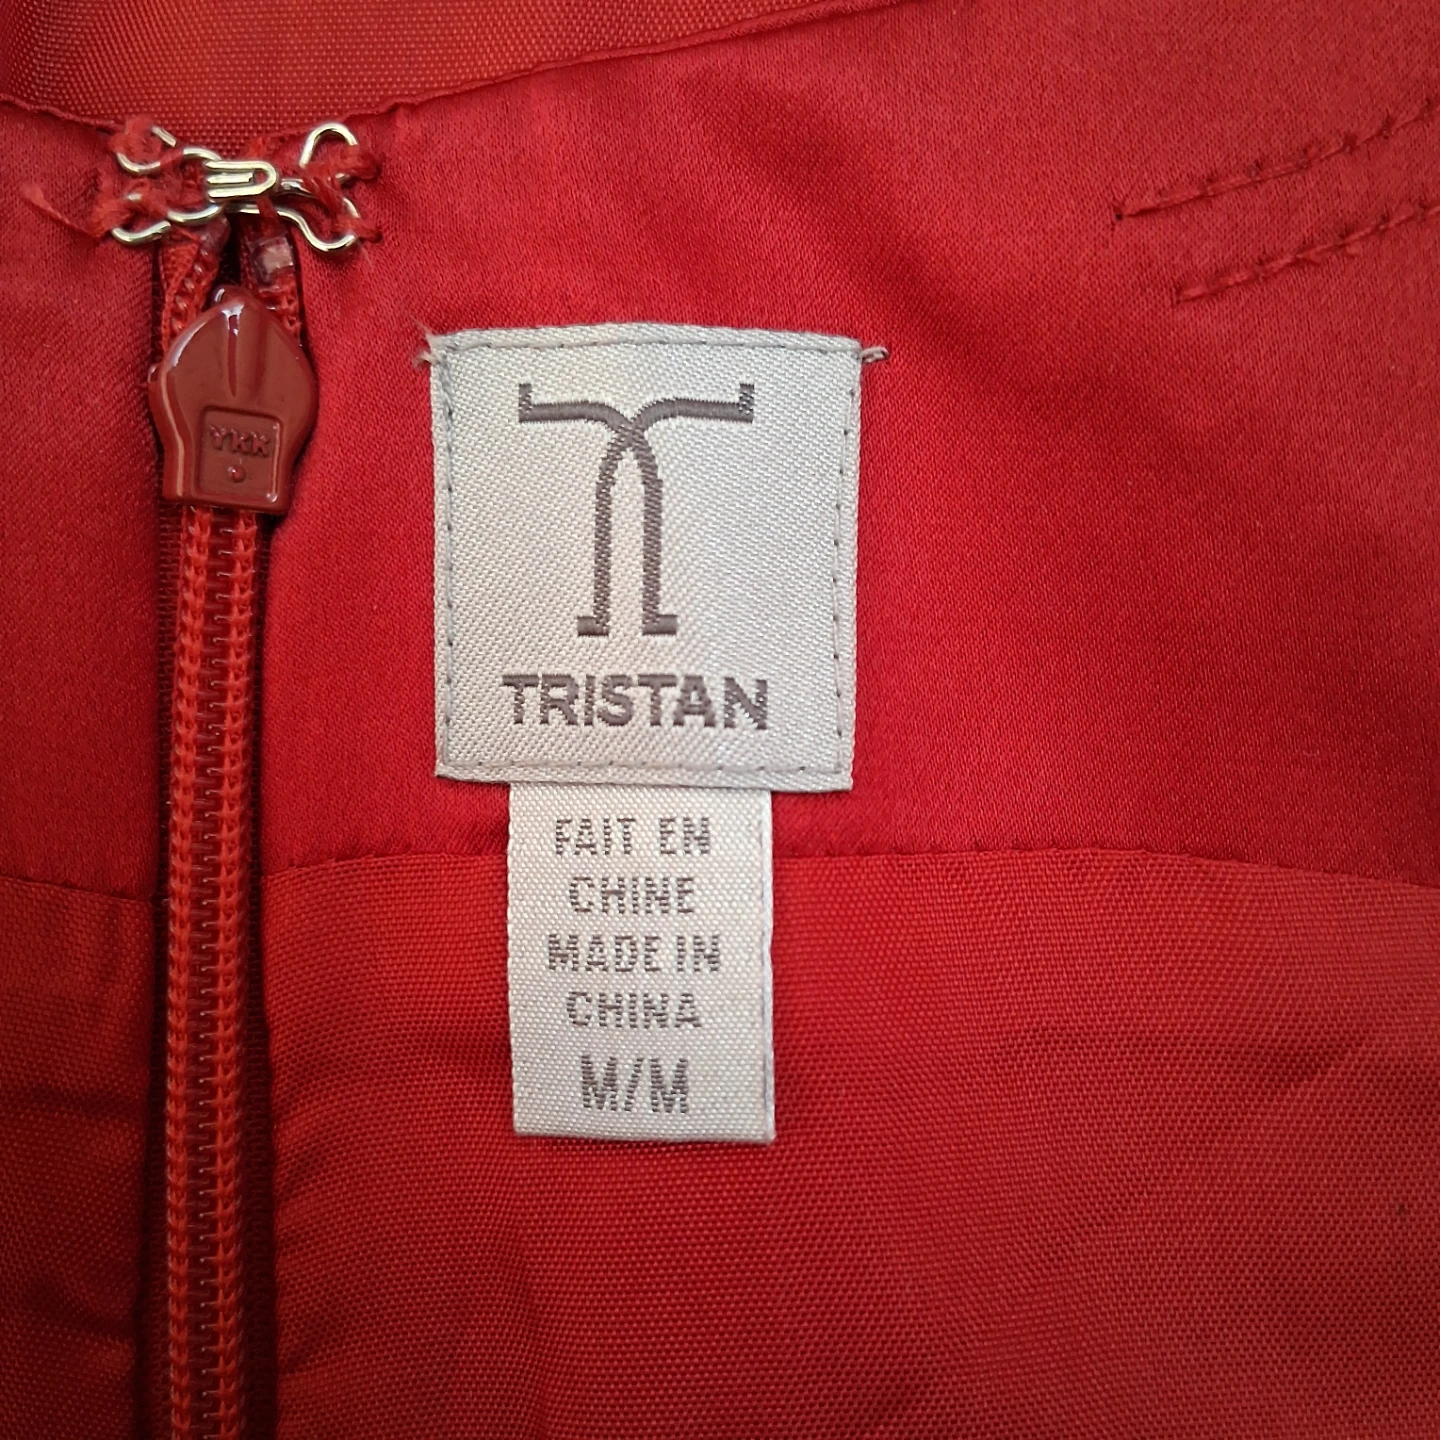 YKK
TRISTAN
FAIT EN
CHINE
MADE IN
CHINA
M/M